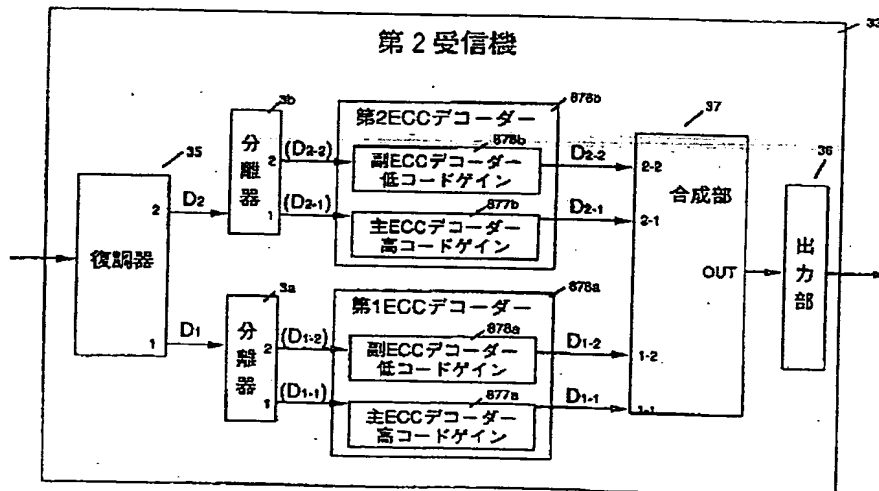 第2受信機
33
35
復調器
2
1
D2
D1
3b
分離器
2
1
(D2-2)
(D2-1)
876b
第2ECCデコーダー
878b
副ECCデコーダー
低コードゲイン
877b
主ECCデコーダー
高コードゲイン
D2-2
D2-1
3a
分離器
2
1
(D1-2)
(D1-1)
第1ECCデコーダー
878a
878a
副ECCデコーダー
低コードゲイン
877a
主ECCデコーダー
高コードゲイン
D1-2
D1-1
37
2-2
合成部
2-1
OUT
1-2
1-1
36
出力部